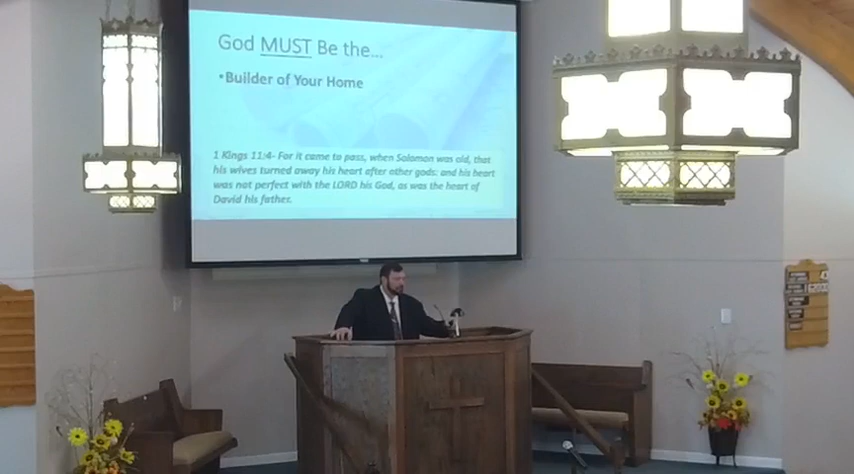 God MUST Be the...
•Builder of Your Home
1 Kings 11:4- For it came to pass, when Solomon was old, that
his wives turned away his heart after other gods: and his heart
was not perfect with the LORD his God, as was the heart of
David his father.